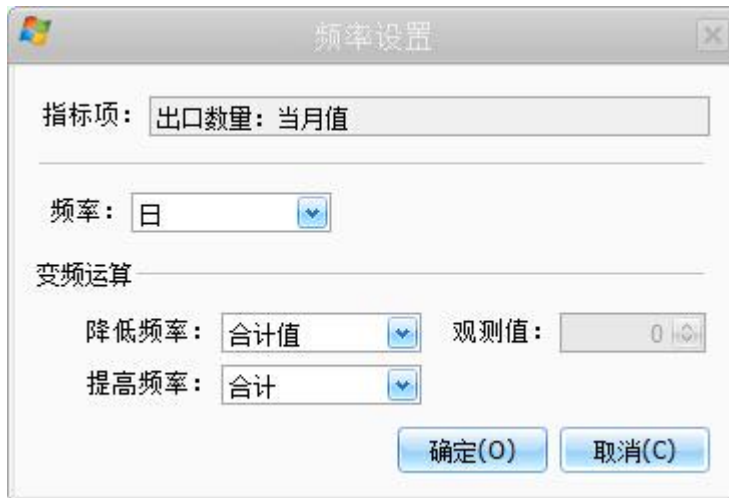 频率设置
指标项：出口数量：当月值
频率：日
变频运算
降低频率：合计值 观测值：0
提高频率：合计
确定(O) 取消(C)